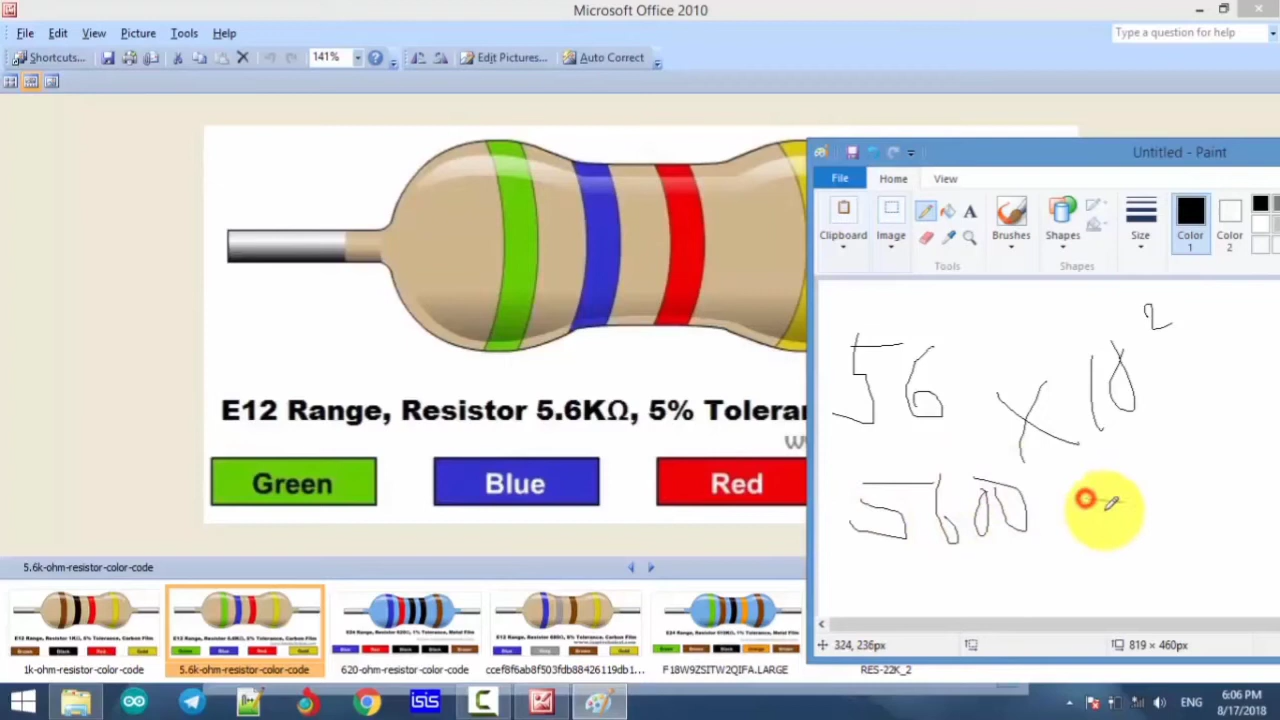 Microsoft Office 2010
File Edit View Picture Tools Help
Type a question for help
Shortcuts... 141% Edit Pictures... Auto Correct
Untitled - Paint
File Home View
Clipboard Image Brushes Shapes Size Color 1 Color 2
Tools Shapes
56 x 10 2
5600
E12 Range, Resistor 5.6KΩ, 5% Toleran
Green Blue Red
5.6k-ohm-resistor-color-code
324, 236px 819 × 460px
1k-ohm-resistor-color-code 5.6k-ohm-resistor-color-code 620-ohm-resistor-color-code ccef8f6ab8f503fdb88426119db1... F18W9ZSITW2QIFA.LARGE RES-22K_2
isis ENG 6:06 PM
8/17/2018